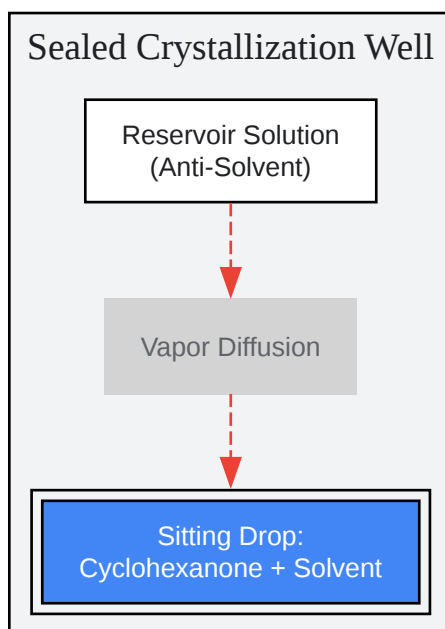 Sealed Crystallization Well
Reservoir Solution
(Anti-Solvent)
Vapor Diffusion
Sitting Drop:
Cyclohexanone + Solvent